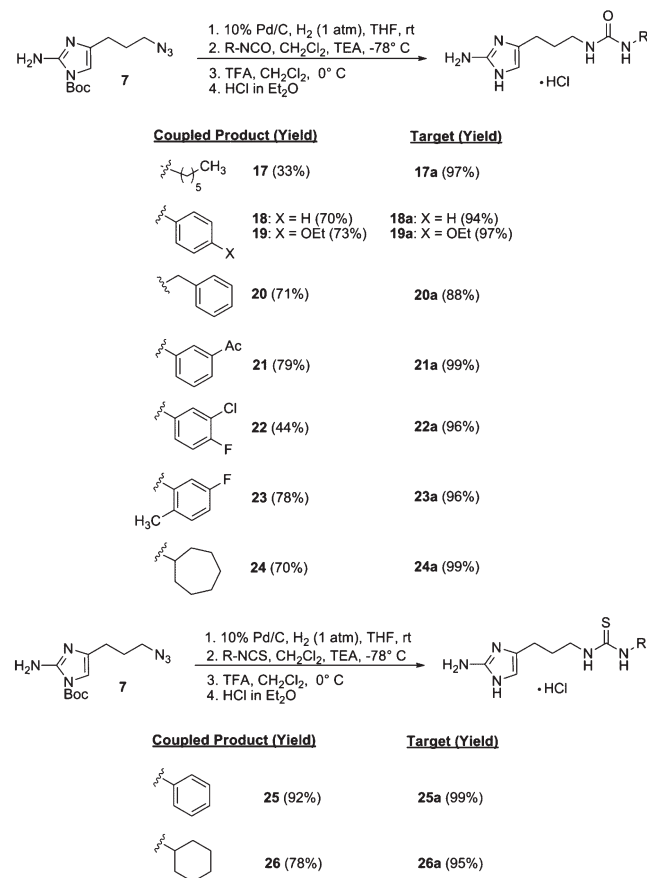 1. 10% Pd/C, H2 (1 atm), THF, rt
2. R-NCO, CH2Cl2, TEA, -78° C
3. TFA, CH2Cl2, 0° C
4. HCl in Et2O
H2N
N
N
Boc
7
N3
H2N
N
N
H
O
N
H
N
H
R
•HCl
Coupled Product (Yield) Target (Yield)
CH3
5
17 (33%) 17a (97%)
18: X = H (70%) 18a: X = H (94%)
19: X = OEt (73%) 19a: X = OEt (97%)
X
20 (71%) 20a (88%)
Ac
21 (79%) 21a (99%)
Cl
F
22 (44%) 22a (96%)
F
H3C
23 (78%) 23a (96%)
24 (70%) 24a (99%)
1. 10% Pd/C, H2 (1 atm), THF, rt
2. R-NCS, CH2Cl2, TEA, -78° C
3. TFA, CH2Cl2, 0° C
4. HCl in Et2O
H2N
N
N
Boc
7
N3
H2N
N
N
H
S
N
H
N
H
R
•HCl
Coupled Product (Yield) Target (Yield)
25 (92%) 25a (99%)
26 (78%) 26a (95%)